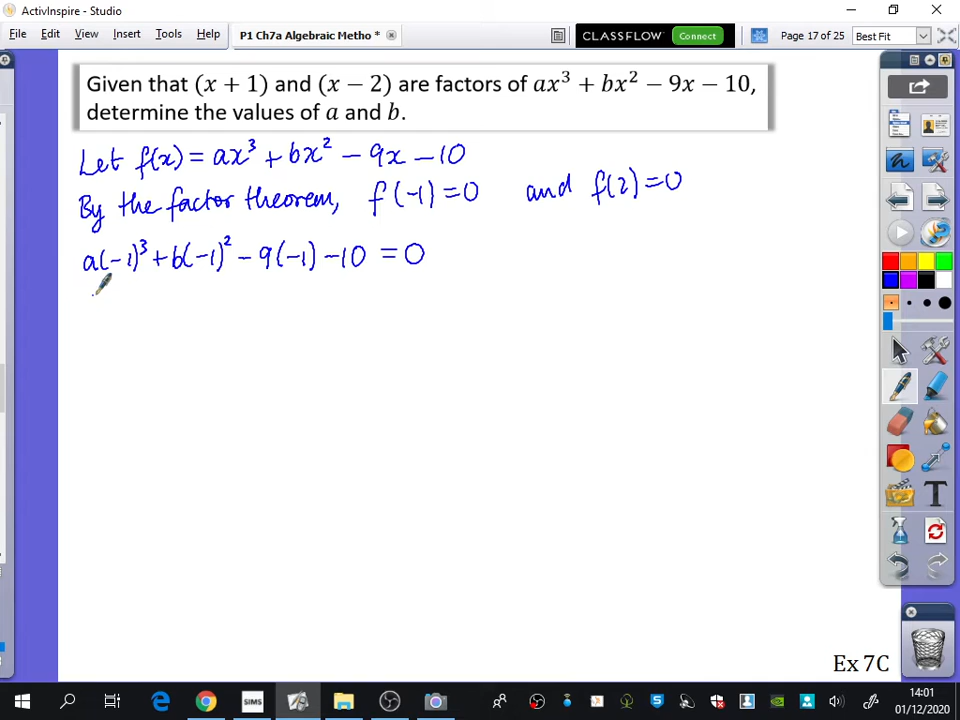 ActivInspire - Studio
File Edit View Insert Tools Help P1 Ch7a Algebraic Metho * CLASSFLOW Connect Page 17 of 25 Best Fit
Given that (x + 1) and (x − 2) are factors of ax³ + bx² − 9x − 10,
determine the values of a and b.
Let f(x) = ax³ + bx² − 9x − 10
By the factor theorem, f(-1) = 0 and f(2) = 0
a(-1)³ + b(-1)² − 9(-1) − 10 = 0
Ex 7C
SIMS
14:01
01/12/2020